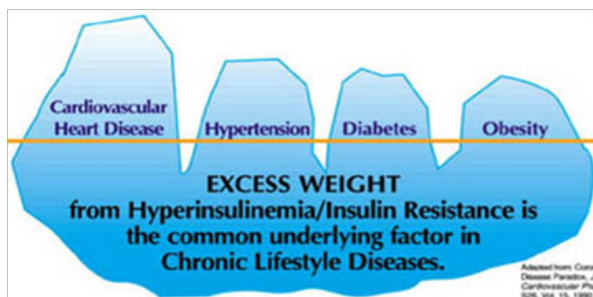 Cardiovascular
Heart Disease
Hypertension
Diabetes
Obesity
EXCESS WEIGHT
from Hyperinsulinemia/Insulin Resistance is
the common underlying factor in
Chronic Lifestyle Diseases.
Adapted from
Disease Paradox,
Cardiovascular